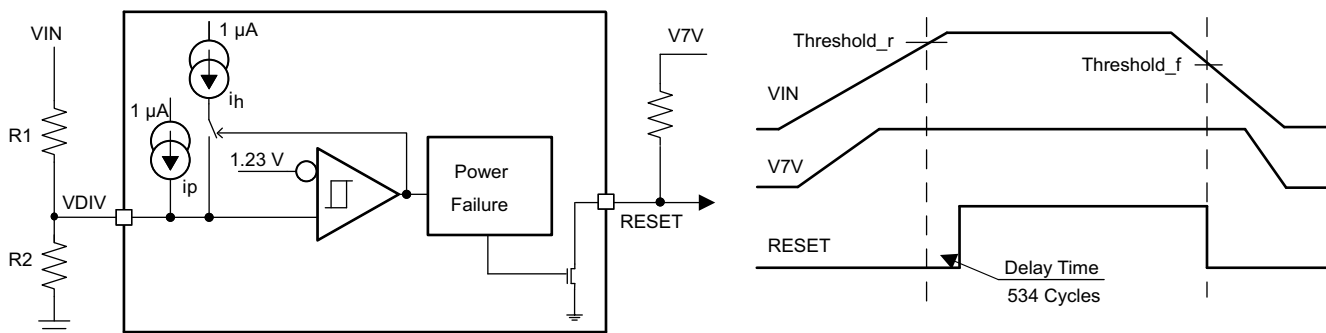 VIN
R1
VDIV
R2
1 µA
ih
1 µA
ip
1.23 V
Power
Failure
V7V
RESET
Threshold_r
Threshold_f
VIN
V7V
RESET
Delay Time
534 Cycles